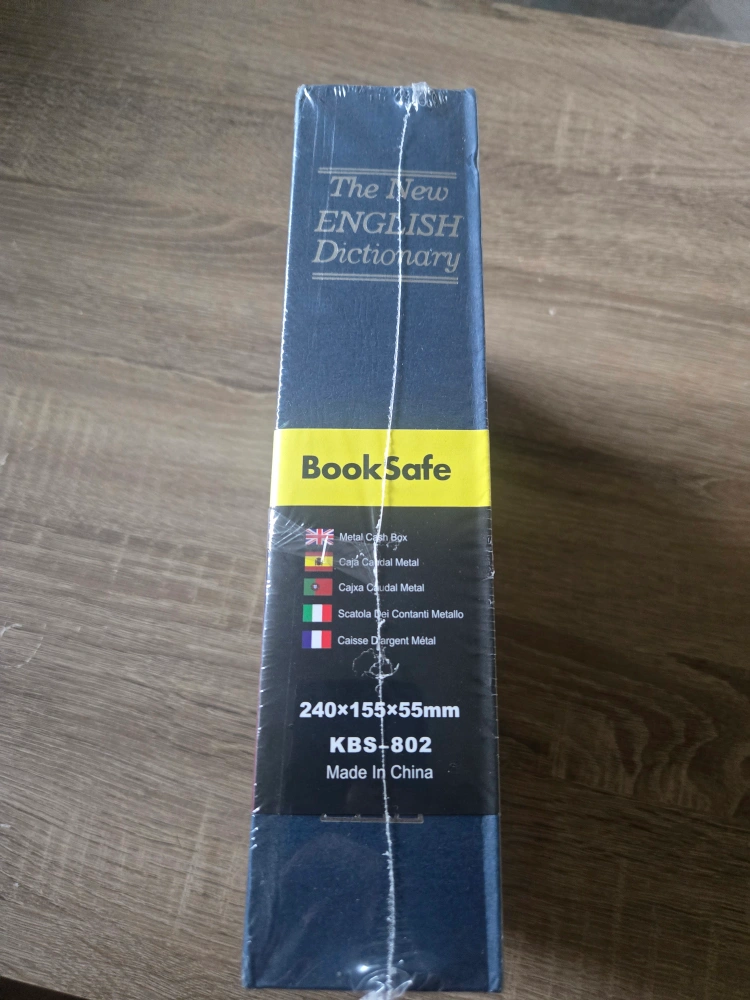 The New
ENGLISH
Dictionary
BookSafe
Metal Cash Box
Caja Caudal Metal
Cajxa Caudal Metal
Scatola Dei Contanti Metallo
Caisse D'argent Métal
240×155×55mm
KBS-802
Made In China